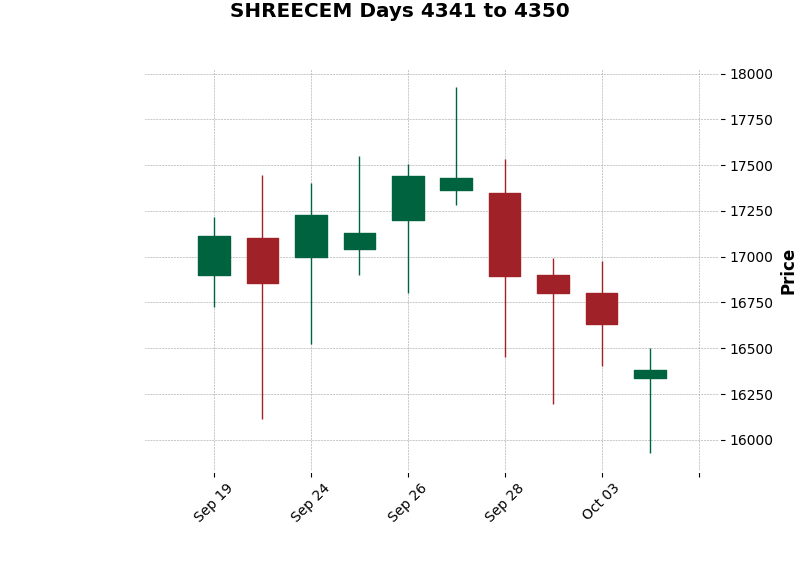 SHREECEM Days 4341 to 4350
18000
17750
17500
17250
17000
16750
16500
16250
16000
Price
Sep 19
Sep 24
Sep 26
Sep 28
Oct 03